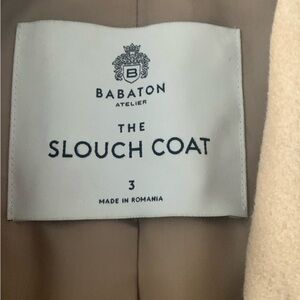 B
BABATON
ATELIER
THE
SLOUCH COAT
3
MADE IN ROMANIA